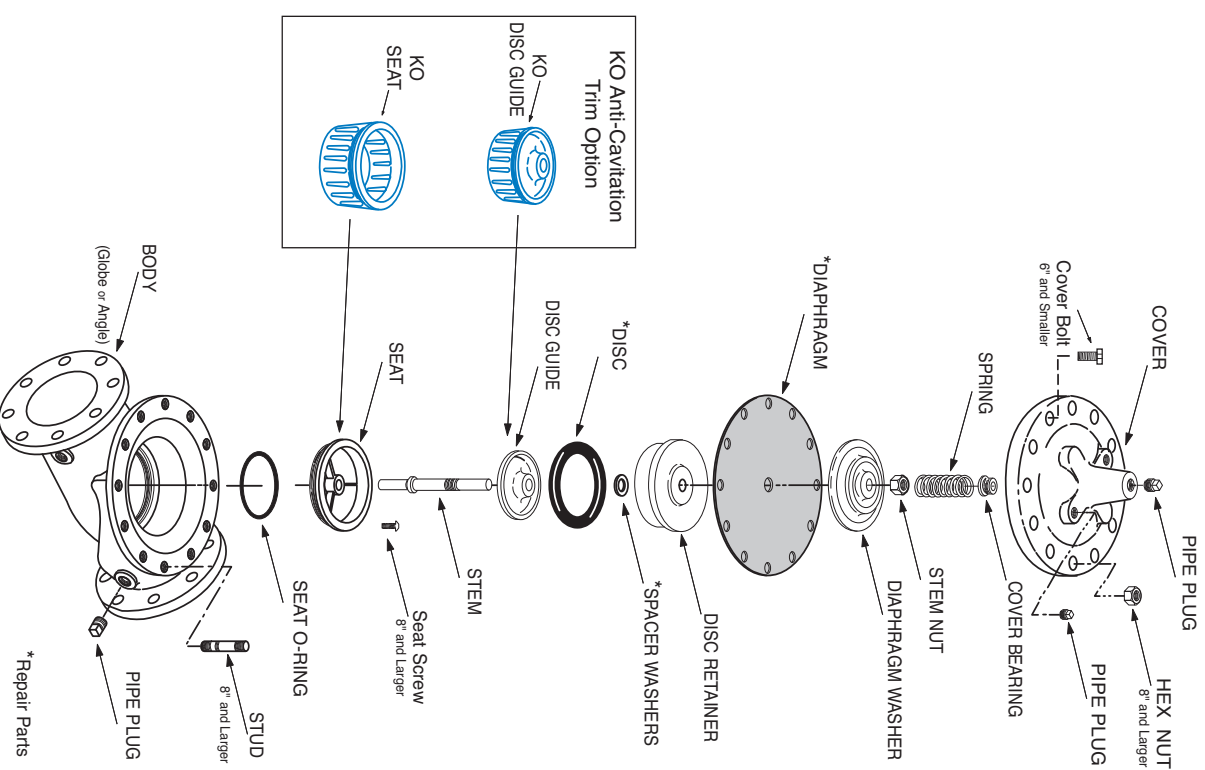 PIPE PLUG
HEX NUT
8" and Larger
PIPE PLUG
COVER
Cover Bolt
6" and Smaller
COVER BEARING
SPRING
STEM NUT
DIAPHRAGM WASHER
*DIAPHRAGM
DISC RETAINER
*SPACER WASHERS
*DISC
DISC GUIDE
STEM
Seat Screw
8" and Larger
SEAT
SEAT O-RING
STUD
8" and Larger
PIPE PLUG
BODY
(Globe or Angle)
KO Anti-Cavitation
Trim Option
KO
DISC GUIDE
KO
SEAT
*Repair Parts